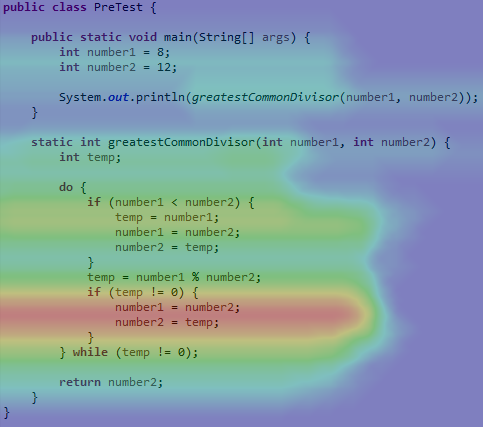 public class PreTest {
public static void main(String[] args) {
int number1 = 8;
int number2 = 12;
System.out.println(greatestCommonDivisor(number1, number2));
}
static int greatestCommonDivisor(int number1, int number2) {
int temp;
do {
if (number1 < number2) {
temp = number1;
number1 = number2;
number2 = temp;
}
temp = number1 % number2;
if (temp != 0) {
number1 = number2;
number2 = temp;
}
} while (temp != 0);
return number2;
}
}